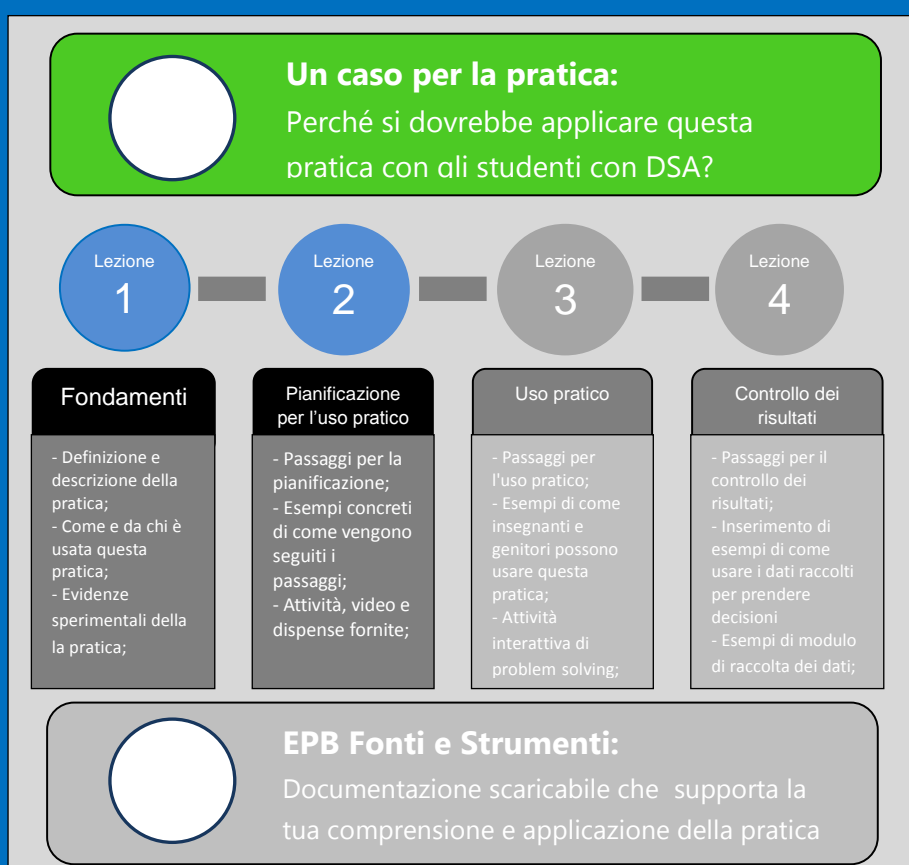 Un caso per la pratica:
Perché si dovrebbe applicare questa
pratica con gli studenti con DSA?
Lezione
1
Lezione
2
Lezione
3
Lezione
4
Fondamenti
- Definizione e
descrizione della
pratica;
- Come e da chi è
usata questa
pratica;
- Evidenze
sperimentali della
la pratica;
Pianificazione
per l'uso pratico
- Passaggi per la
pianificazione;
- Esempi concreti
di come vengono
seguiti i
passaggi;
- Attività, video e
dispense fornite;
Uso pratico
- Passaggi per
l'uso pratico;
- Esempi di come
insegnanti e
genitori possono
usare questa
pratica;
- Attività
interattiva di
problem solving;
Controllo dei
risultati
- Passaggi per il
controllo dei
risultati;
- Inserimento di
esempi di come
usare i dati raccolti
per prendere
decisioni
- Esempi di modulo
di raccolta dei dati;
EPB Fonti e Strumenti:
Documentazione scaricabile che supporta la
tua comprensione e applicazione della pratica